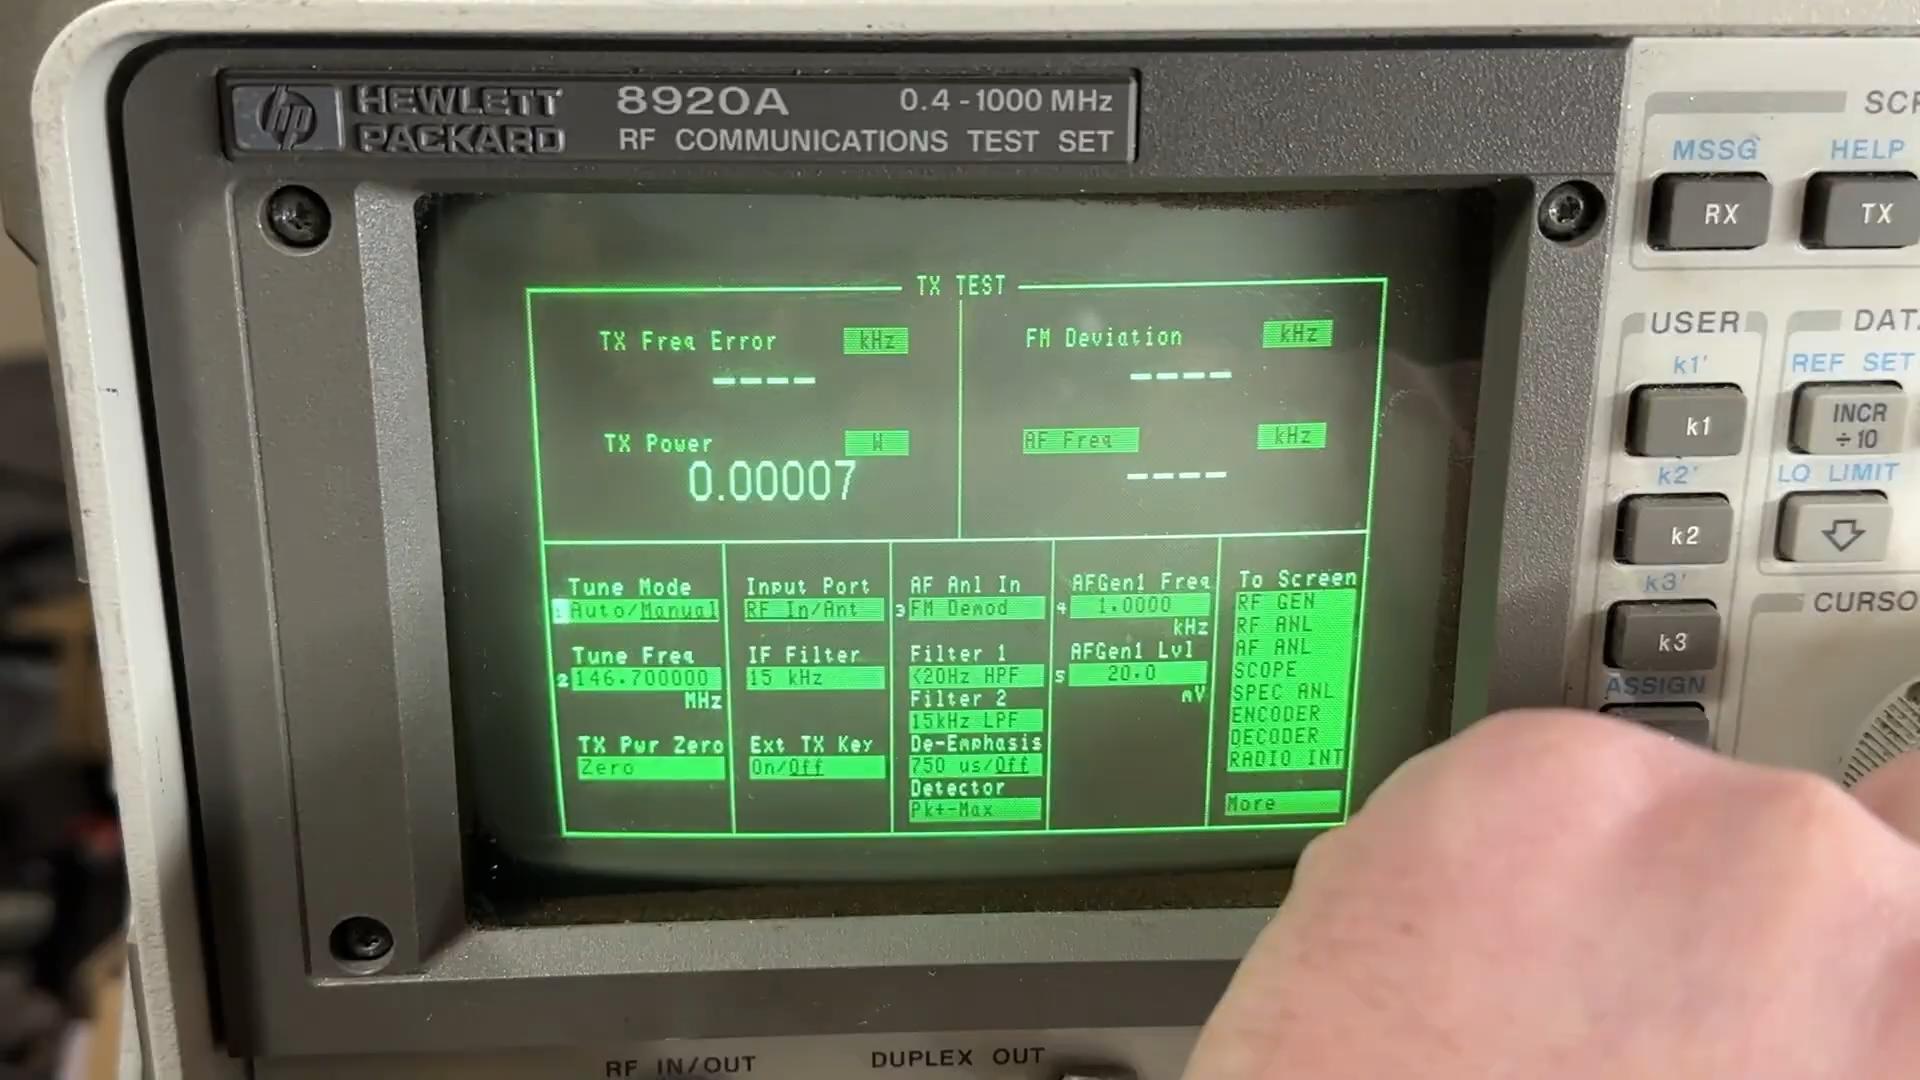 hp HEWLETT PACKARD
8920A 0.4-1000 MHz
RF COMMUNICATIONS TEST SET
TX TEST
TX Freq Error kHz
----
FM Deviation kHz
----
TX Power W
0.00007
AF Freq kHz
----
Tune Mode
1 Auto/Manual
Tune Freq
2 146.700000
MHz
TX Pwr Zero
Zero
Input Port
RF In/Ant
IF Filter
15 kHz
Ext TX Key
On/Off
AF Anl In
3 FM Demod
Filter 1
<20Hz HPF
Filter 2
15kHz LPF
De-Emphasis
750 us/Off
Detector
Pk+-Max
AFGen1 Freq
4 1.0000
kHz
AFGen1 Lvl
5 20.0
mV
To Screen
RF GEN
RF ANL
AF ANL
SCOPE
SPEC ANL
ENCODER
DECODER
RADIO INT
More
MSSG HELP
RX TX
USER
k1'
k1
k2'
k2
k3'
k3
ASSIGN
REF SET
INCR
÷10
LO LIMIT
RF IN/OUT
DUPLEX OUT